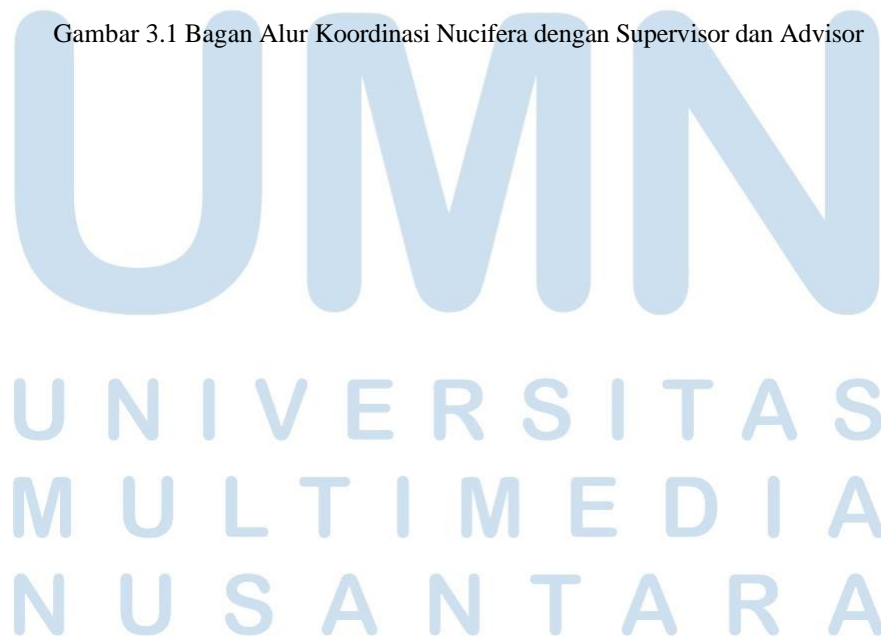 Gambar 3.1 Bagan Alur Koordinasi Nucifera dengan Supervisor dan Advisor
UMN
UNIVERSITAS
MULTIMEDIA
NUSANTARA